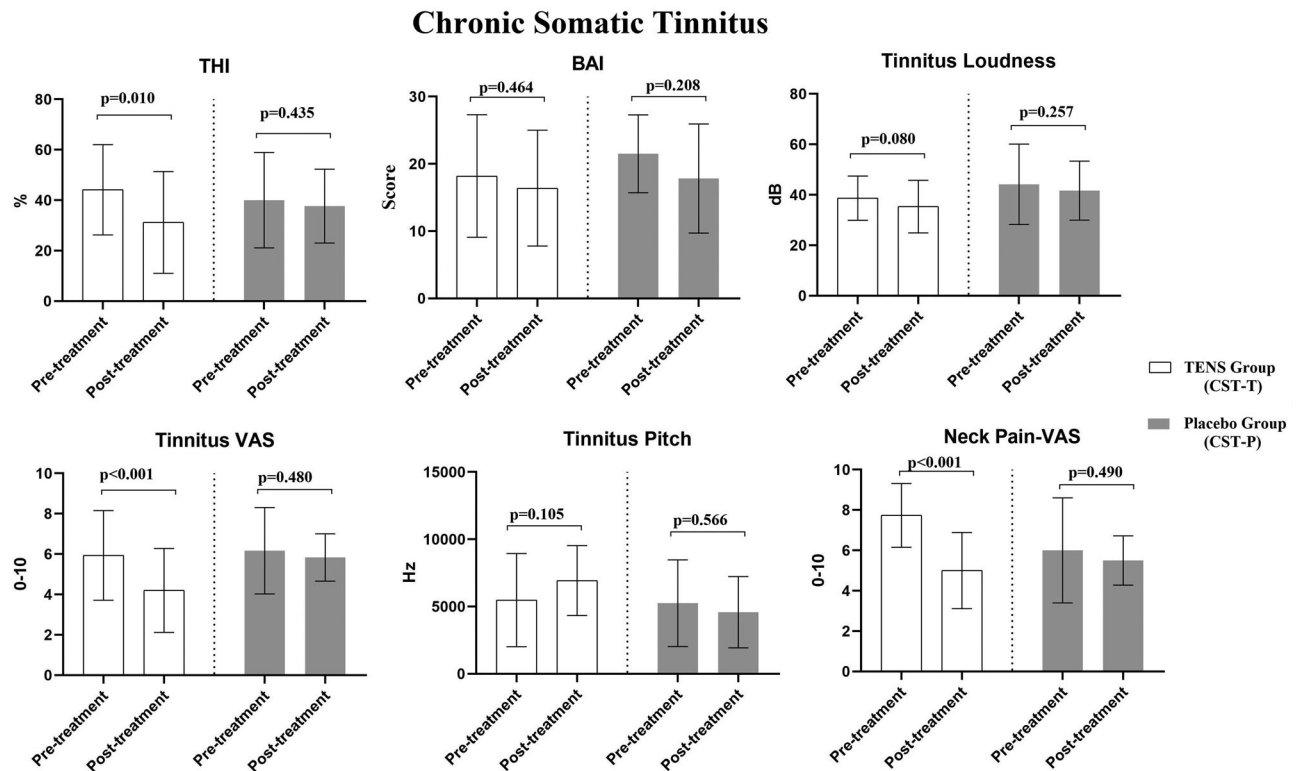 Chronic Somatic Tinnitus
THI
p=0.010
p=0.435
80
60
40
20
0
%
Pre-treatment
Post-treatment
Pre-treatment
Post-treatment
BAI
p=0.464
p=0.208
30
20
10
0
Score
Pre-treatment
Post-treatment
Pre-treatment
Post-treatment
Tinnitus Loudness
p=0.080
p=0.257
80
60
40
20
0
dB
Pre-treatment
Post-treatment
Pre-treatment
Post-treatment
TENS Group
(CST-T)
Placebo Group
(CST-P)
Tinnitus VAS
p<0.001
p=0.480
10
8
6
4
2
0
0-10
Pre-treatment
Post-treatment
Pre-treatment
Post-treatment
Tinnitus Pitch
p=0.105
p=0.566
15000
10000
5000
0
Hz
Pre-treatment
Post-treatment
Pre-treatment
Post-treatment
Neck Pain-VAS
p<0.001
p=0.490
10
8
6
4
2
0
0-10
Pre-treatment
Post-treatment
Pre-treatment
Post-treatment